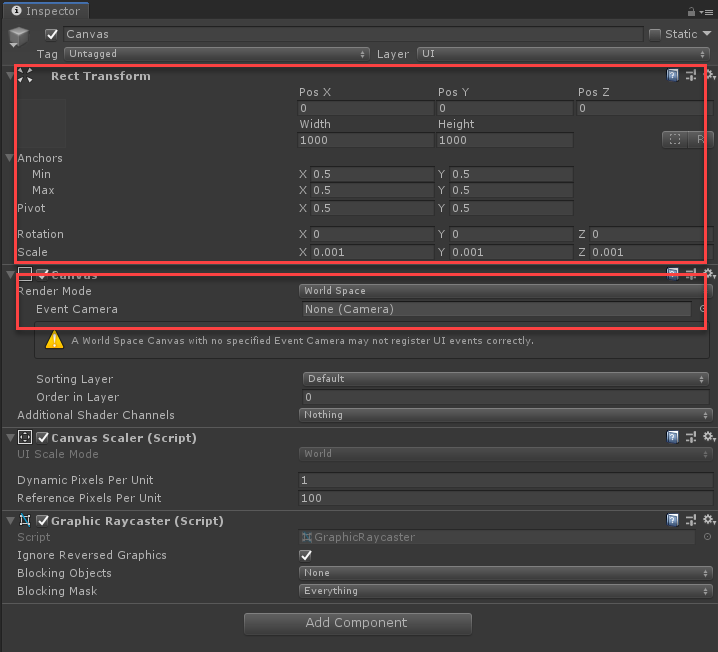 Inspector
Canvas Static
Tag Untagged Layer UI
Rect Transform
Pos X Pos Y Pos Z
0 0 0
Width Height
1000 1000
R
Anchors
Min X 0.5 Y 0.5
Max X 0.5 Y 0.5
Pivot X 0.5 Y 0.5
Rotation X 0 Y 0 Z 0
Scale X 0.001 Y 0.001 Z 0.001
Canvas
Render Mode World Space
Event Camera None (Camera)
A World Space Canvas with no specified Event Camera may not register UI events correctly.
Sorting Layer Default
Order in Layer 0
Additional Shader Channels Nothing
Canvas Scaler (Script)
UI Scale Mode World
Dynamic Pixels Per Unit 1
Reference Pixels Per Unit 100
Graphic Raycaster (Script)
Script GraphicRaycaster
Ignore Reversed Graphics
Blocking Objects None
Blocking Mask Everything
Add Component